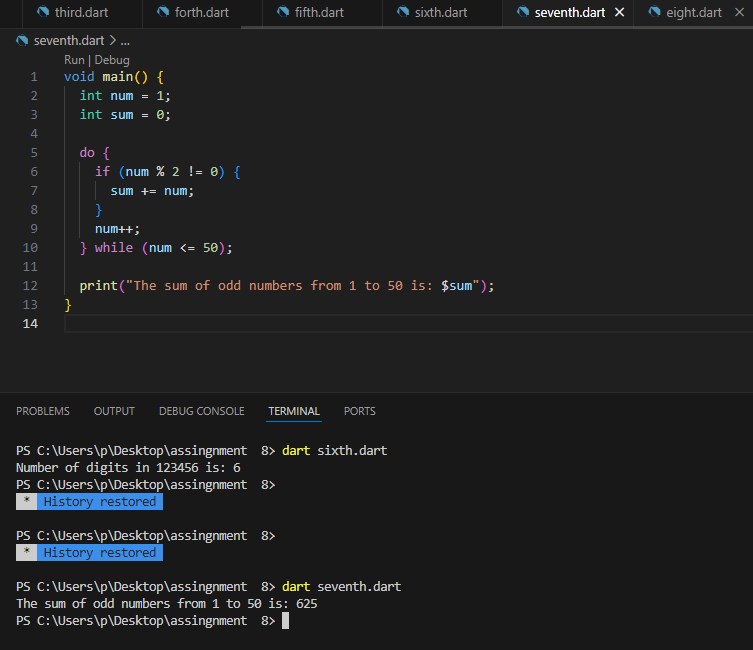 third.dart forth.dart fifth.dart sixth.dart seventh.dart × eight.dart ×
seventh.dart > ...
Run | Debug
1 void main() {
2   int num = 1;
3   int sum = 0;
4
5   do {
6     if (num % 2 != 0) {
7       sum += num;
8     }
9     num++;
10   } while (num <= 50);
11
12   print("The sum of odd numbers from 1 to 50 is: $sum");
13 }
14
PROBLEMS OUTPUT DEBUG CONSOLE TERMINAL PORTS
PS C:\Users\p\Desktop\assingnment  8> dart sixth.dart
Number of digits in 123456 is: 6
PS C:\Users\p\Desktop\assingnment  8>
* History restored
PS C:\Users\p\Desktop\assingnment  8>
* History restored
PS C:\Users\p\Desktop\assingnment  8> dart seventh.dart
The sum of odd numbers from 1 to 50 is: 625
PS C:\Users\p\Desktop\assingnment  8>